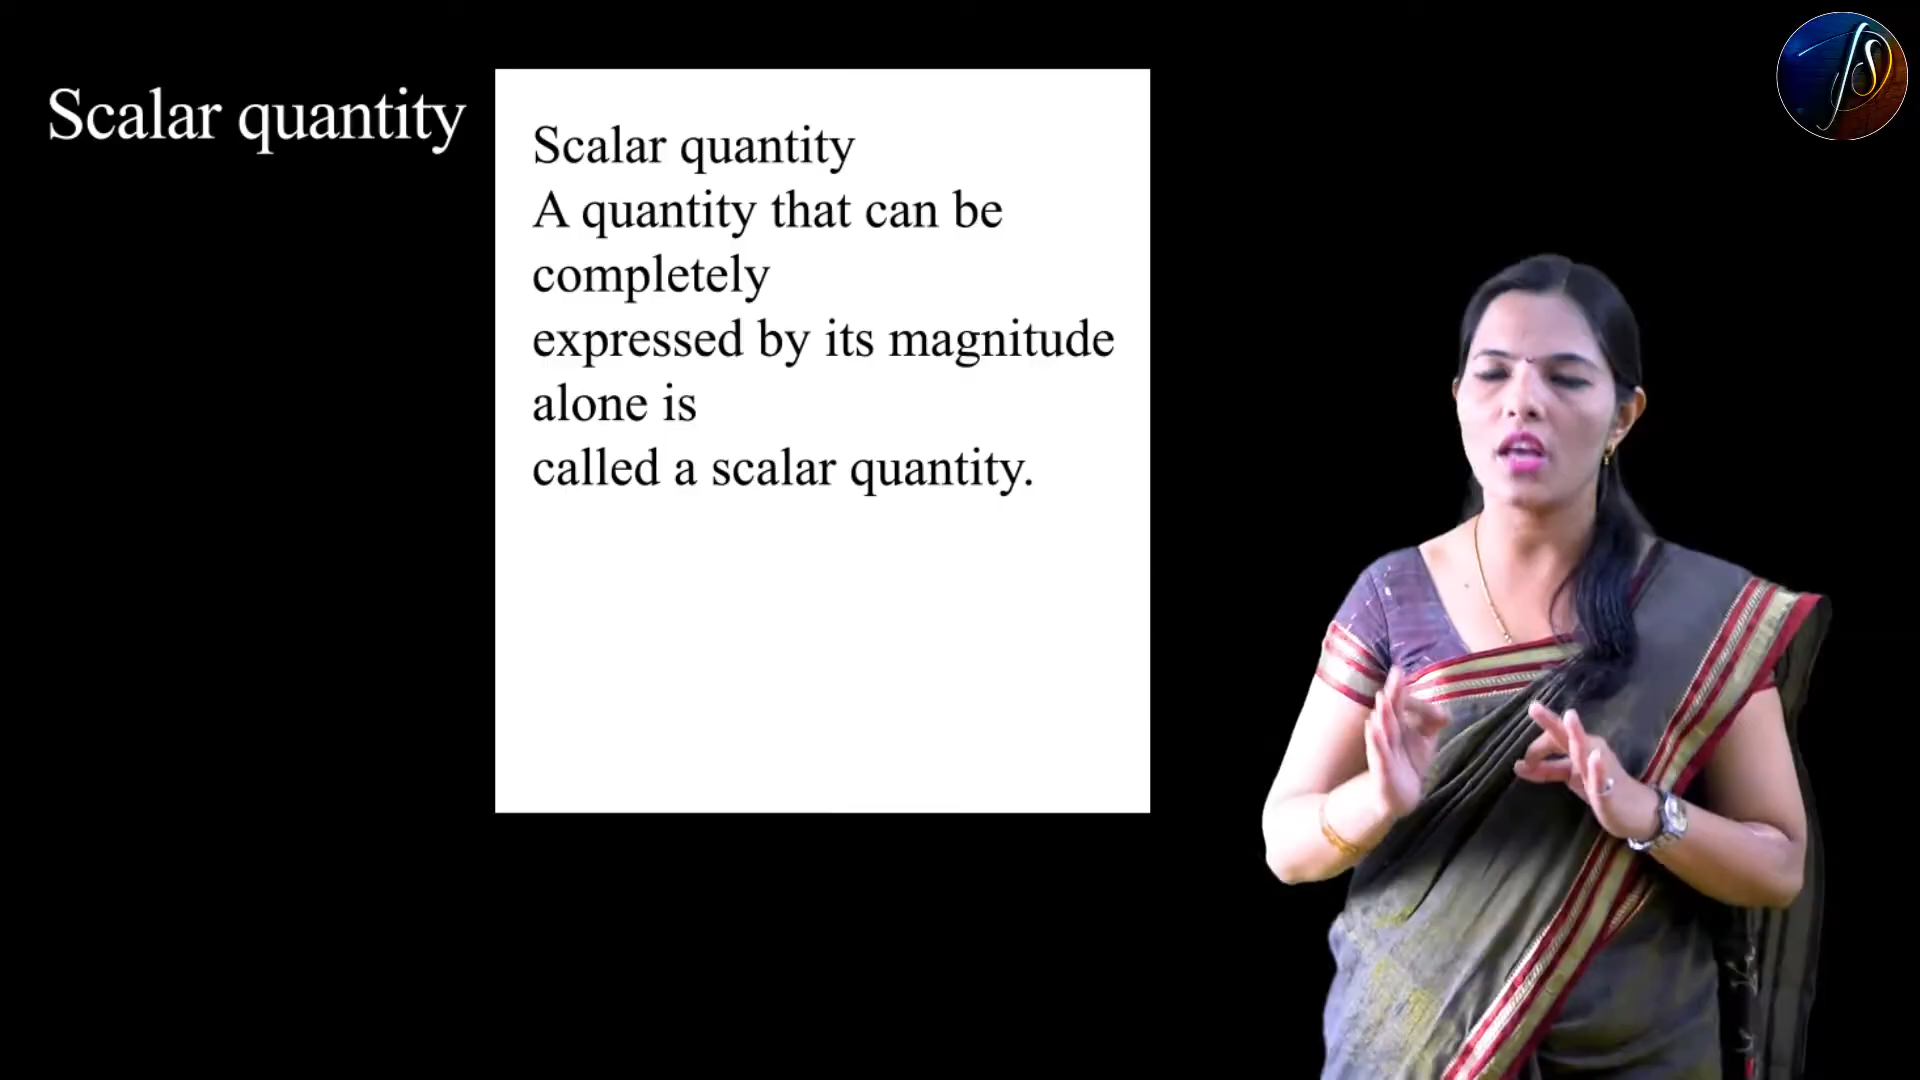 Scalar quantity
Scalar quantity
A quantity that can be
completely
expressed by its magnitude
alone is
called a scalar quantity.